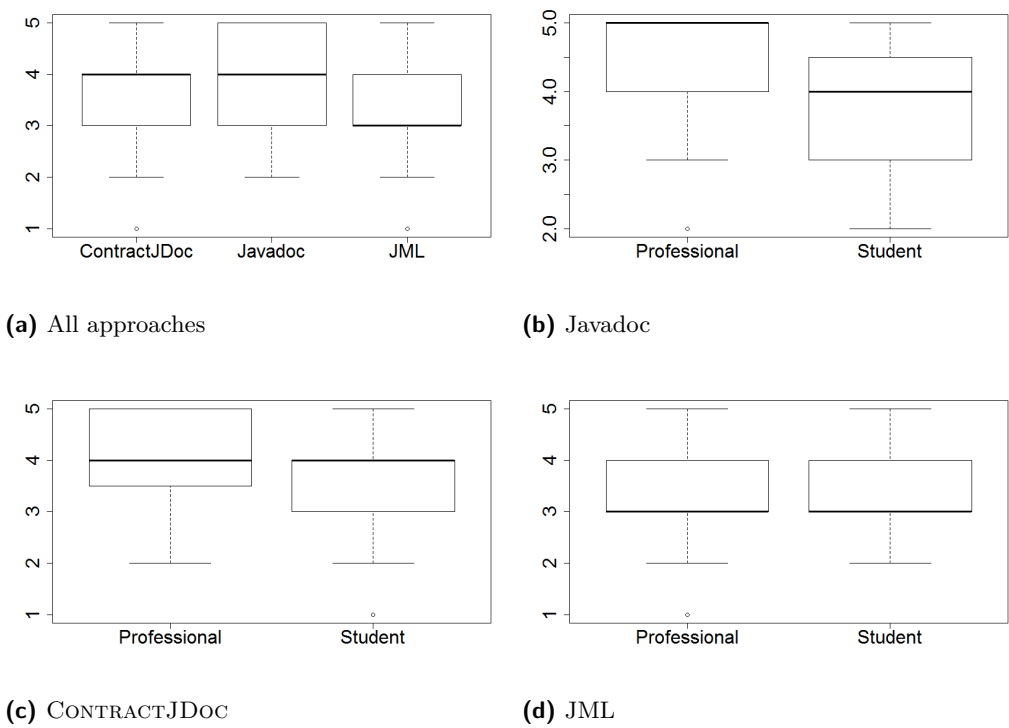 5
4
3
2
1
ContractJDoc Javadoc JML
5.0
4.0
3.0
2.0
Professional Student
(a) All approaches
(b) Javadoc
5
4
3
2
1
Professional Student
5
4
3
2
1
Professional Student
(c) CONTRACTJDOC
(d) JML